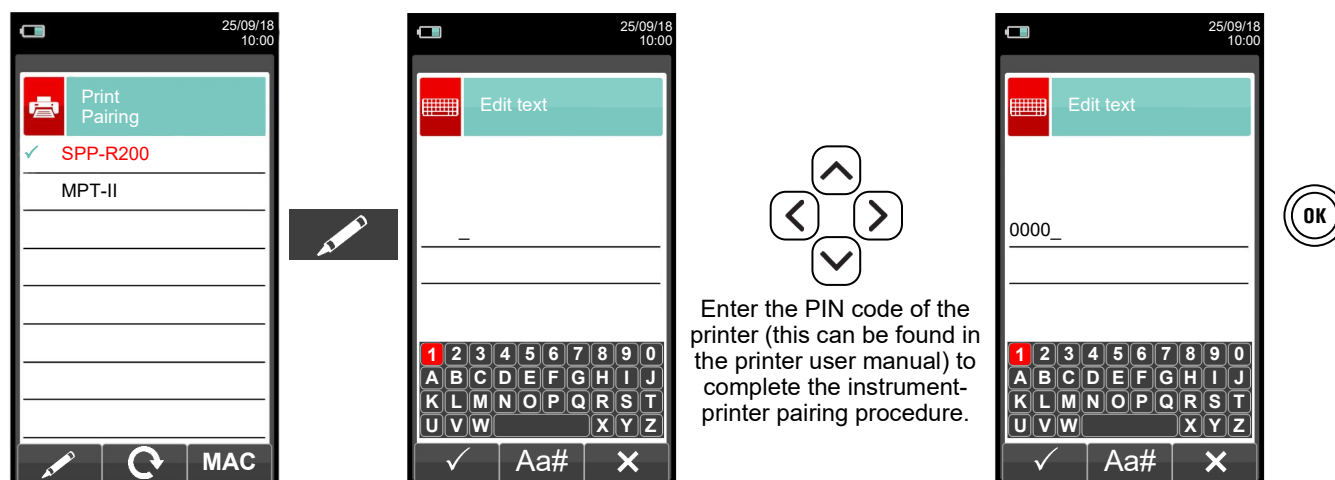 25/09/18
10:00
Print
Pairing
SPP-R200
MPT-II
MAC
25/09/18
10:00
Edit text
_
1 2 3 4 5 6 7 8 9 0
A B C D E F G H I J
K L M N O P Q R S T
U V W X Y Z
Aa#
Enter the PIN code of the
printer (this can be found in
the printer user manual) to
complete the instrument-
printer pairing procedure.
25/09/18
10:00
Edit text
0000_
1 2 3 4 5 6 7 8 9 0
A B C D E F G H I J
K L M N O P Q R S T
U V W X Y Z
Aa#
OK